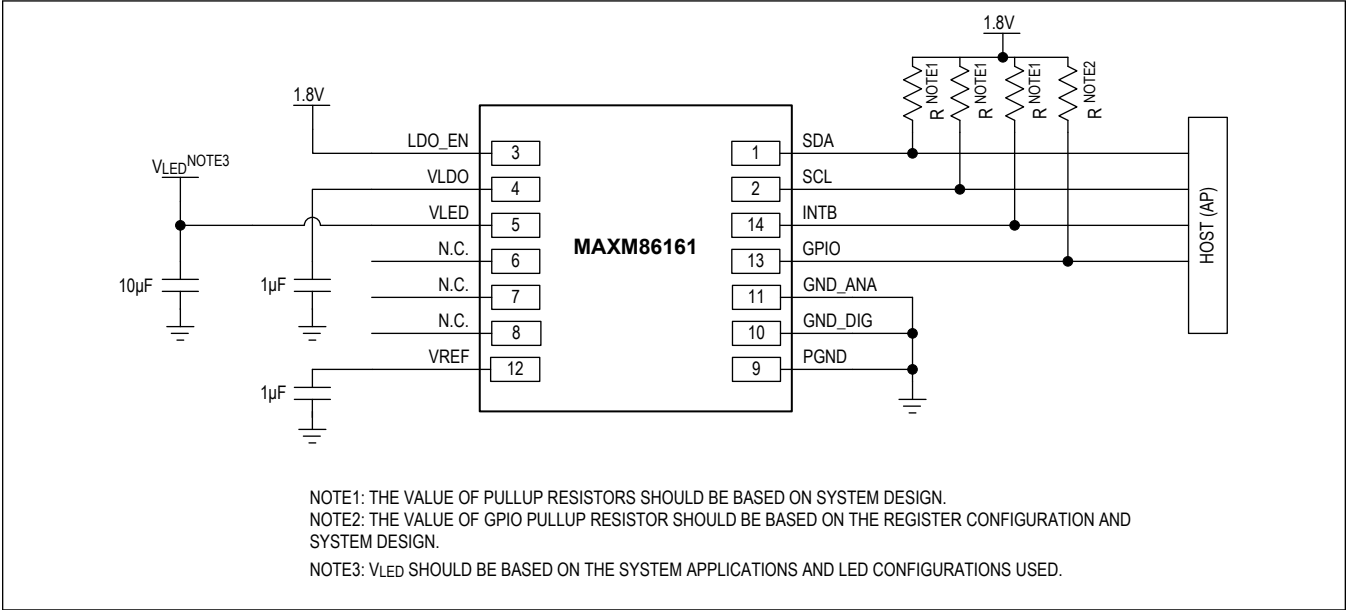 1.8V
R NOTE1
R NOTE1
R NOTE1
R NOTE2
1.8V
VLED NOTE3
LDO_EN
3
VLDO
4
VLED
5
N.C.
6
N.C.
7
N.C.
8
VREF
12
10µF
1µF
1µF
MAXM86161
1
SDA
2
SCL
14
INTB
13
GPIO
11
GND_ANA
10
GND_DIG
9
PGND
HOST (AP)
NOTE1: THE VALUE OF PULLUP RESISTORS SHOULD BE BASED ON SYSTEM DESIGN.
NOTE2: THE VALUE OF GPIO PULLUP RESISTOR SHOULD BE BASED ON THE REGISTER CONFIGURATION AND
SYSTEM DESIGN.
NOTE3: VLED SHOULD BE BASED ON THE SYSTEM APPLICATIONS AND LED CONFIGURATIONS USED.